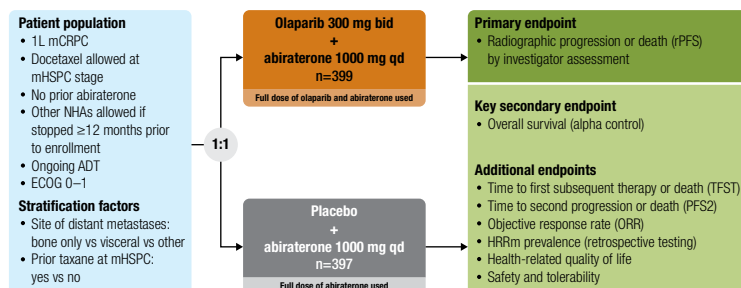 Patient population
• 1L mCRPC
• Docetaxel allowed at
mHSPC stage
• No prior abiraterone
• Other NHAs allowed if
stopped ≥12 months prior
to enrollment
• Ongoing ADT
• ECOG 0–1
Stratification factors
• Site of distant metastases:
bone only vs visceral vs other
• Prior taxane at mHSPC:
yes vs no
1:1
Olaparib 300 mg bid
+
abiraterone 1000 mg qd
n=399
Full dose of olaparib and abiraterone used
Placebo
+
abiraterone 1000 mg qd
n=397
Full dose of abiraterone used
Primary endpoint
• Radiographic progression or death (rPFS)
by investigator assessment
Key secondary endpoint
• Overall survival (alpha control)
Additional endpoints
• Time to first subsequent therapy or death (TFST)
• Time to second progression or death (PFS2)
• Objective response rate (ORR)
• HRRm prevalence (retrospective testing)
• Health-related quality of life
• Safety and tolerability